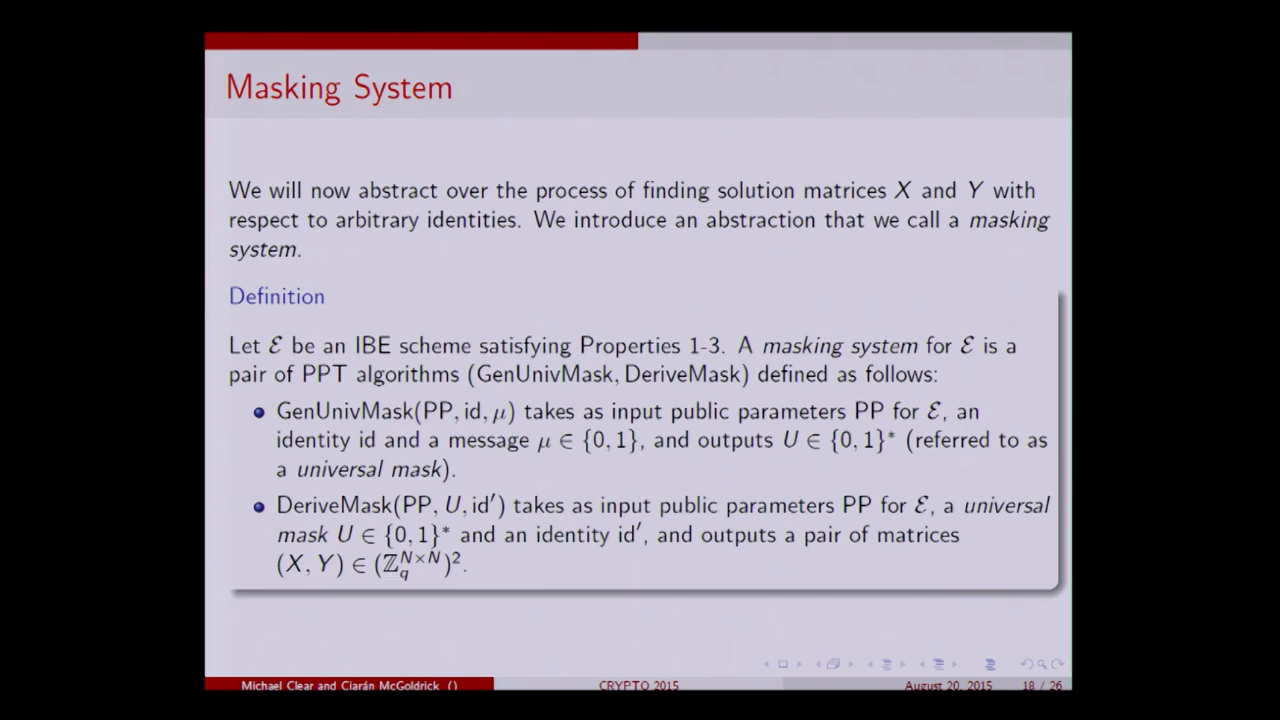 Masking System
We will now abstract over the process of finding solution matrices X and Y with
respect to arbitrary identities. We introduce an abstraction that we call a masking
system.
Definition
Let ℰ be an IBE scheme satisfying Properties 1-3. A masking system for ℰ is a
pair of PPT algorithms (GenUnivMask, DeriveMask) defined as follows:
GenUnivMask(PP, id, μ) takes as input public parameters PP for ℰ, an
identity id and a message μ ∈ {0, 1}, and outputs U ∈ {0, 1}* (referred to as
a universal mask).
DeriveMask(PP, U, id′) takes as input public parameters PP for ℰ, a universal
mask U ∈ {0, 1}* and an identity id′, and outputs a pair of matrices
(X, Y) ∈ (ℤ_q^{N×N})².
Michael Clear and Ciarán McGoldrick () CRYPTO 2015 August 20, 2015 18 / 26